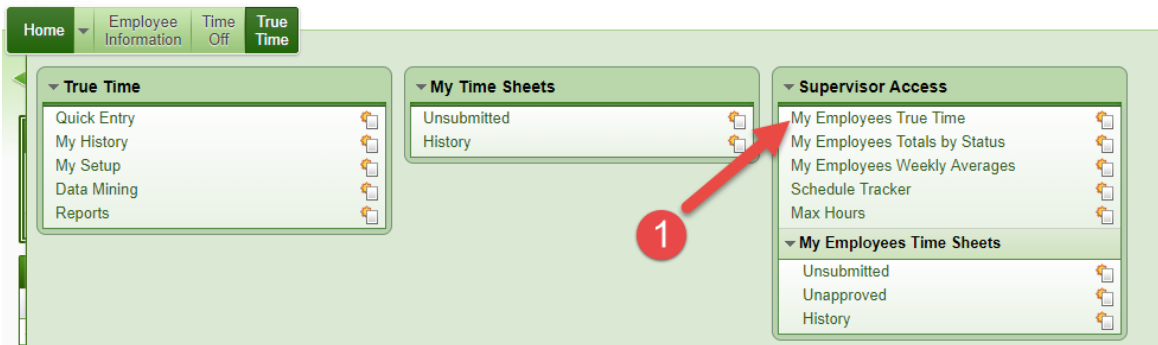 Home
Employee
Information
Time
Off
True
Time
True Time
Quick Entry
My History
My Setup
Data Mining
Reports
My Time Sheets
Unsubmitted
History
Supervisor Access
My Employees True Time
My Employees Totals by Status
My Employees Weekly Averages
Schedule Tracker
Max Hours
My Employees Time Sheets
Unsubmitted
Unapproved
History
1